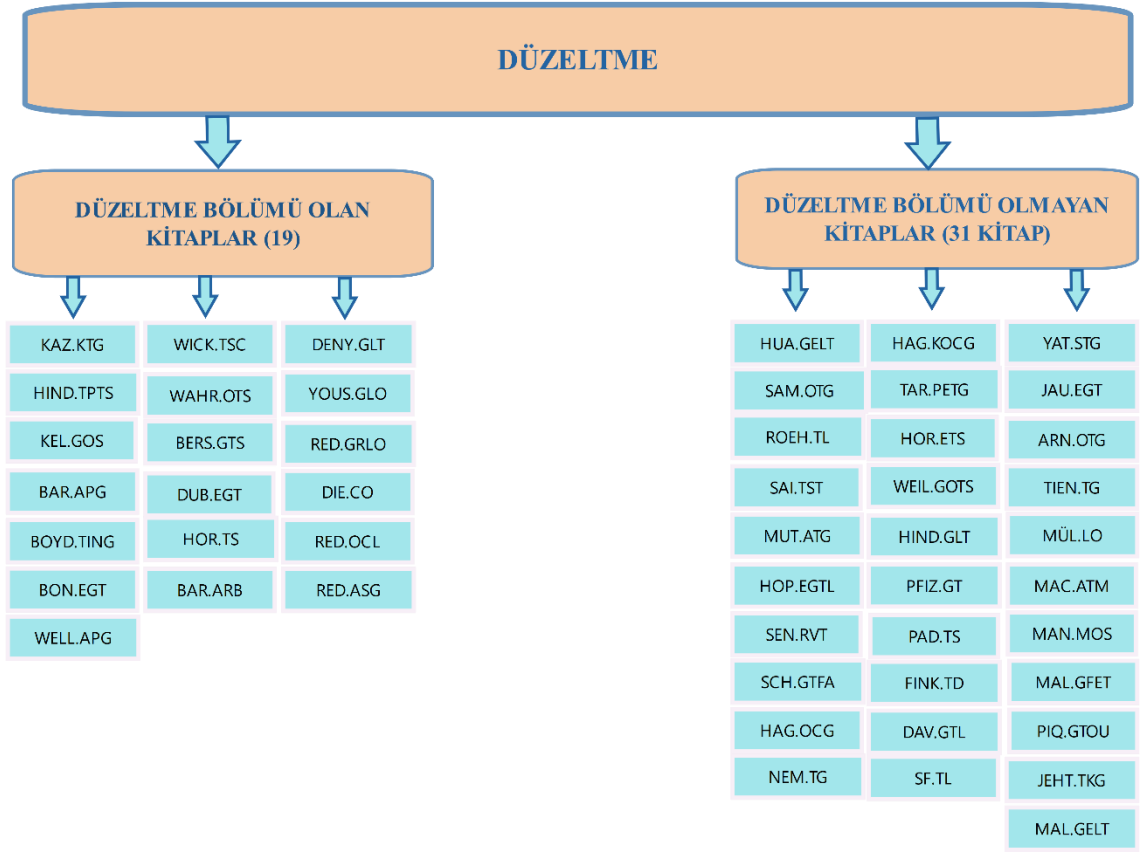 DÜZELTME
DÜZELTME BÖLÜMÜ OLAN
KİTAPLAR (19)
KAZ.KTG
HIND.TPTS
KEL.GOS
BAR.APG
BOYD.TING
BON.EGT
WELL.APG
WICK.TSC
WAHR.OTS
BERS.GTS
DUB.EGT
HOR.TS
BAR.ARB
DENY.GLT
YOUS.GLO
RED.GRLO
DIE.CO
RED.OCL
RED.ASG
DÜZELTME BÖLÜMÜ OLMAYAN
KİTAPLAR (31 KİTAP)
HUA.GELT
SAM.OTG
ROEH.TL
SAI.TST
MUT.ATG
HOP.EGTL
SEN.RVT
SCH.GTFA
HAG.OCG
NEM.TG
HAG.KOCG
TAR.PETG
HOR.ETS
WEIL.GOTS
HIND.GLT
PFIZ.GT
PAD.TS
FINK.TD
DAV.GTL
SF.TL
YAT.STG
JAU.EGT
ARN.OTG
TIEN.TG
MÜL.LO
MAC.ATM
MAN.MOS
MAL.GFET
PIQ.GTOU
JEHT.TKG
MAL.GELT